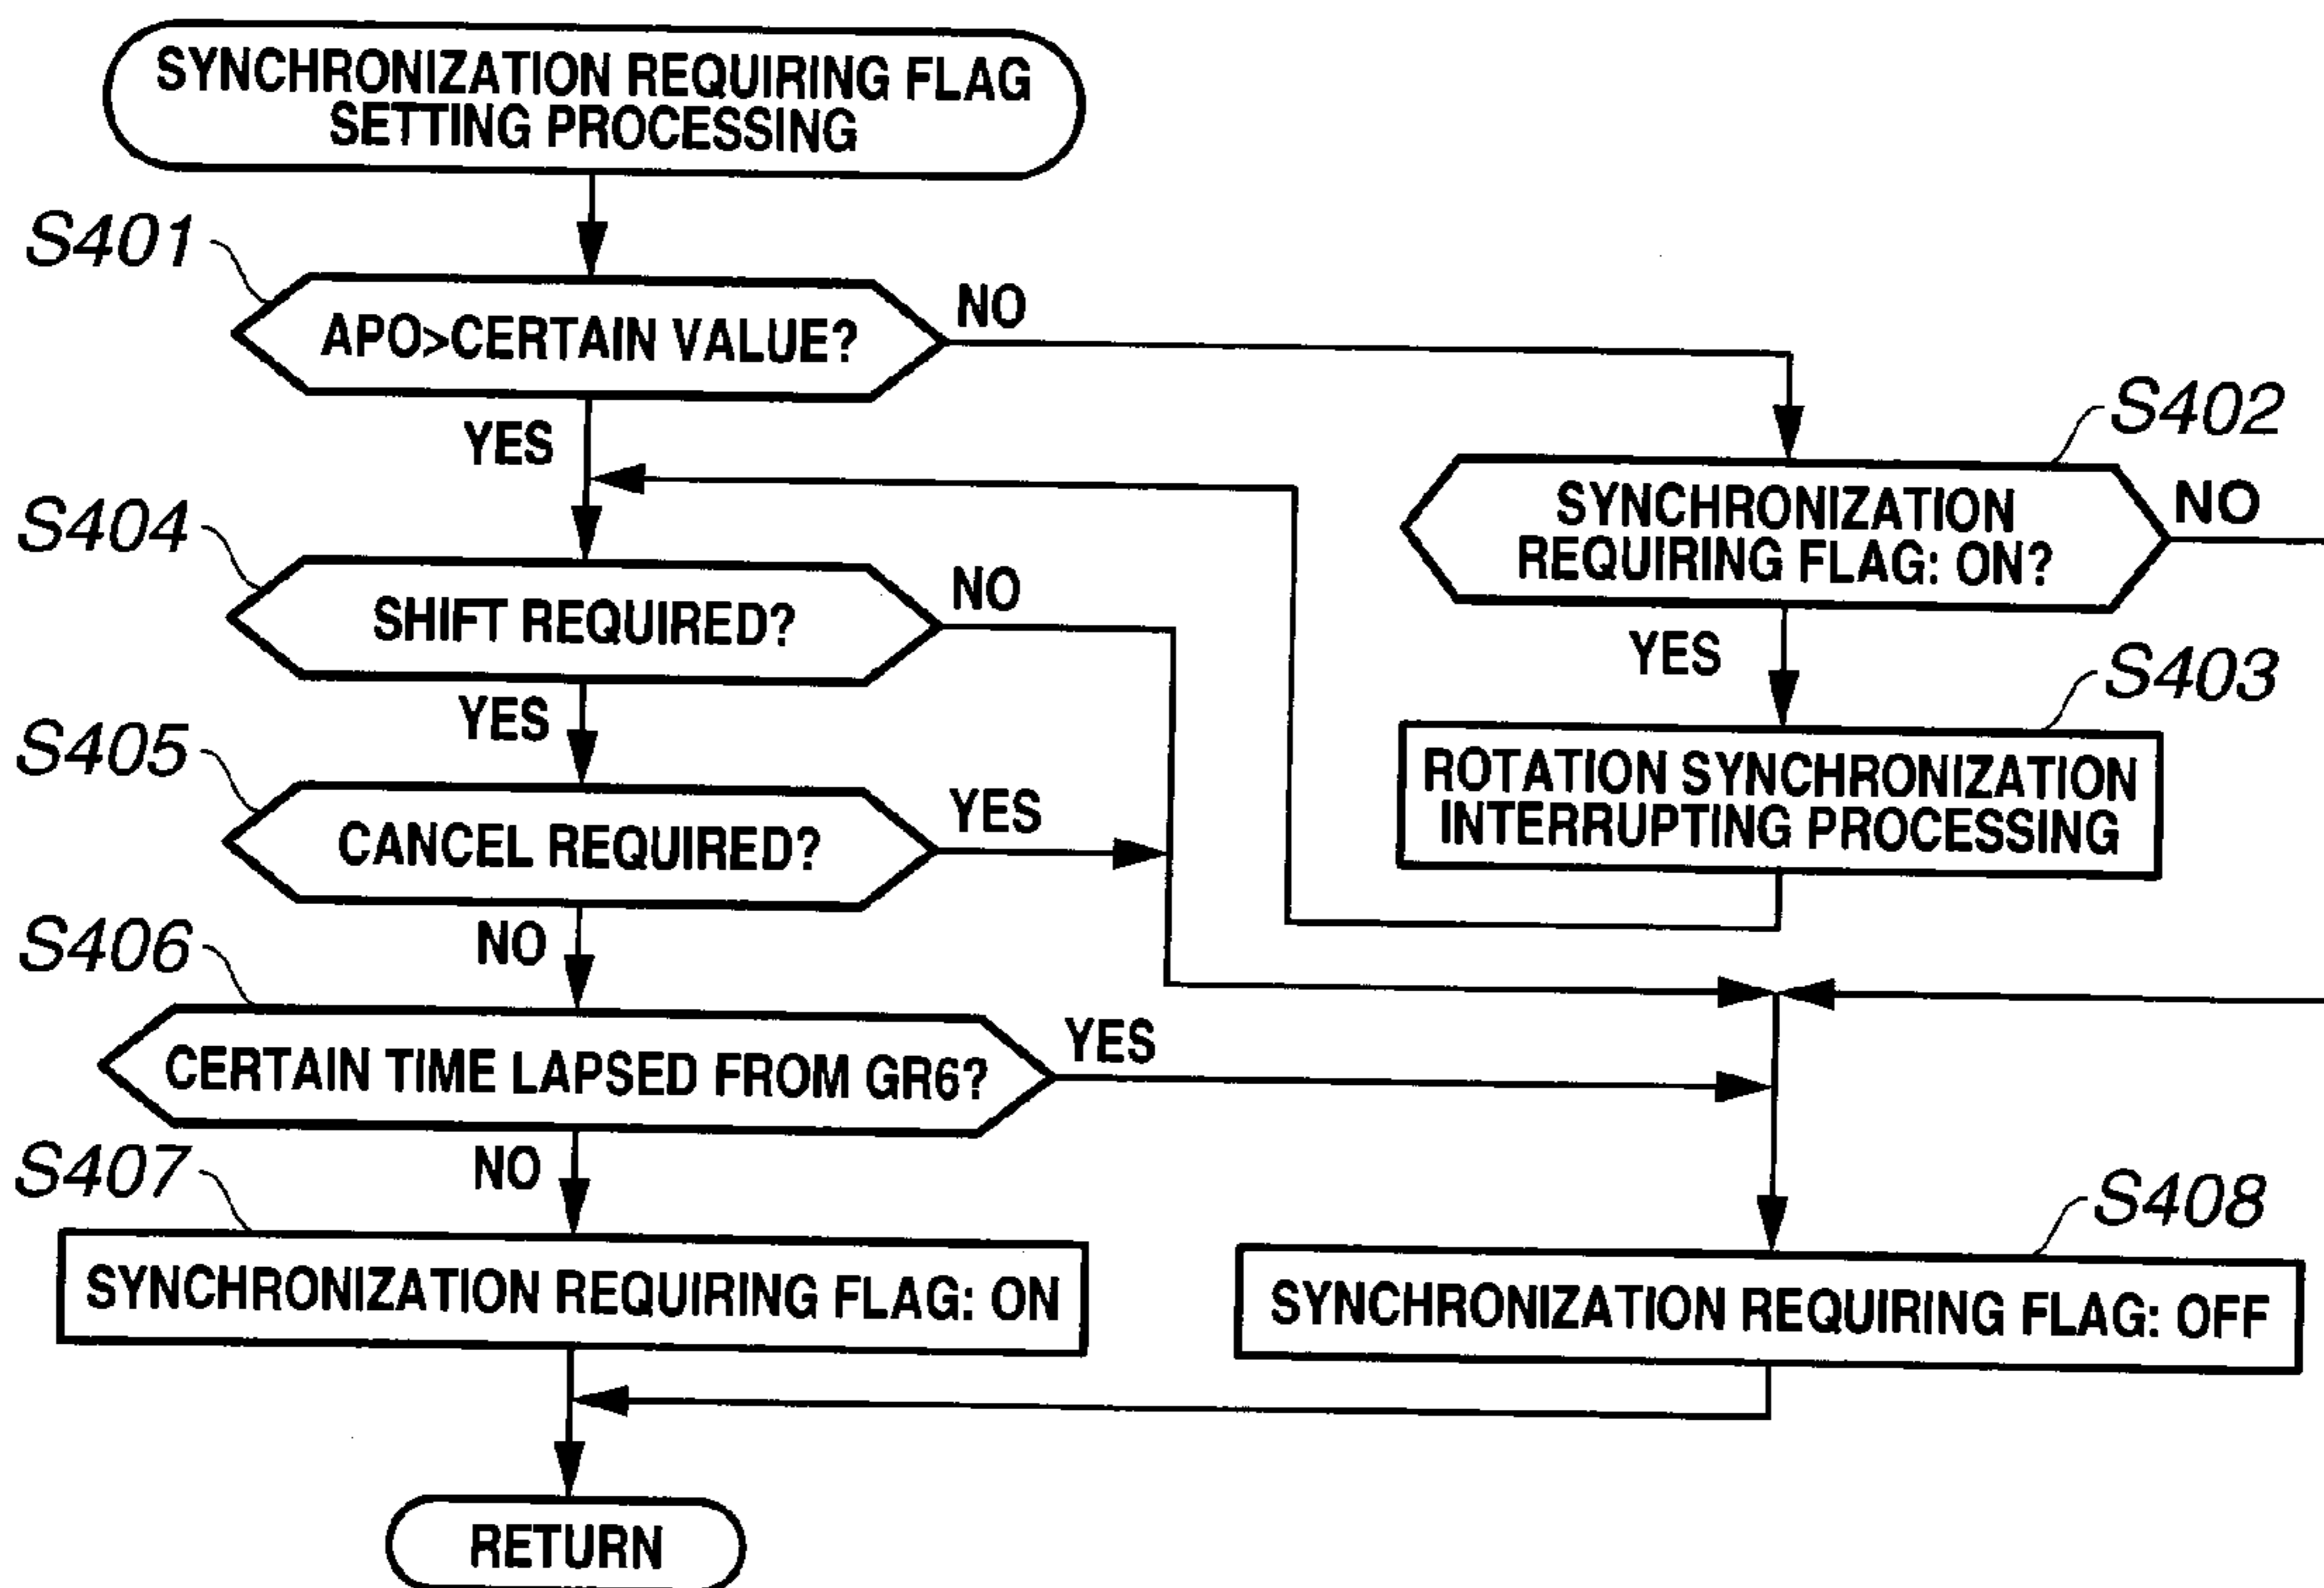 SYNCHRONIZATION REQUIRING FLAG
SETTING PROCESSING
S401
APO>CERTAIN VALUE?
NO
YES
S402
SYNCHRONIZATION
REQUIRING FLAG: ON?
NO
YES
S403
ROTATION SYNCHRONIZATION
INTERRUPTING PROCESSING
S404
SHIFT REQUIRED?
NO
YES
S405
CANCEL REQUIRED?
YES
NO
S406
CERTAIN TIME LAPSED FROM GR6?
YES
NO
S407
SYNCHRONIZATION REQUIRING FLAG: ON
S408
SYNCHRONIZATION REQUIRING FLAG: OFF
RETURN